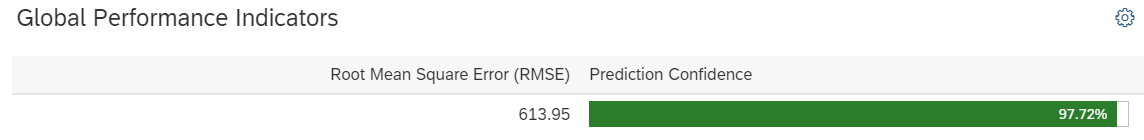 Global Performance Indicators
Root Mean Square Error (RMSE) Prediction Confidence
613.95 97.72%